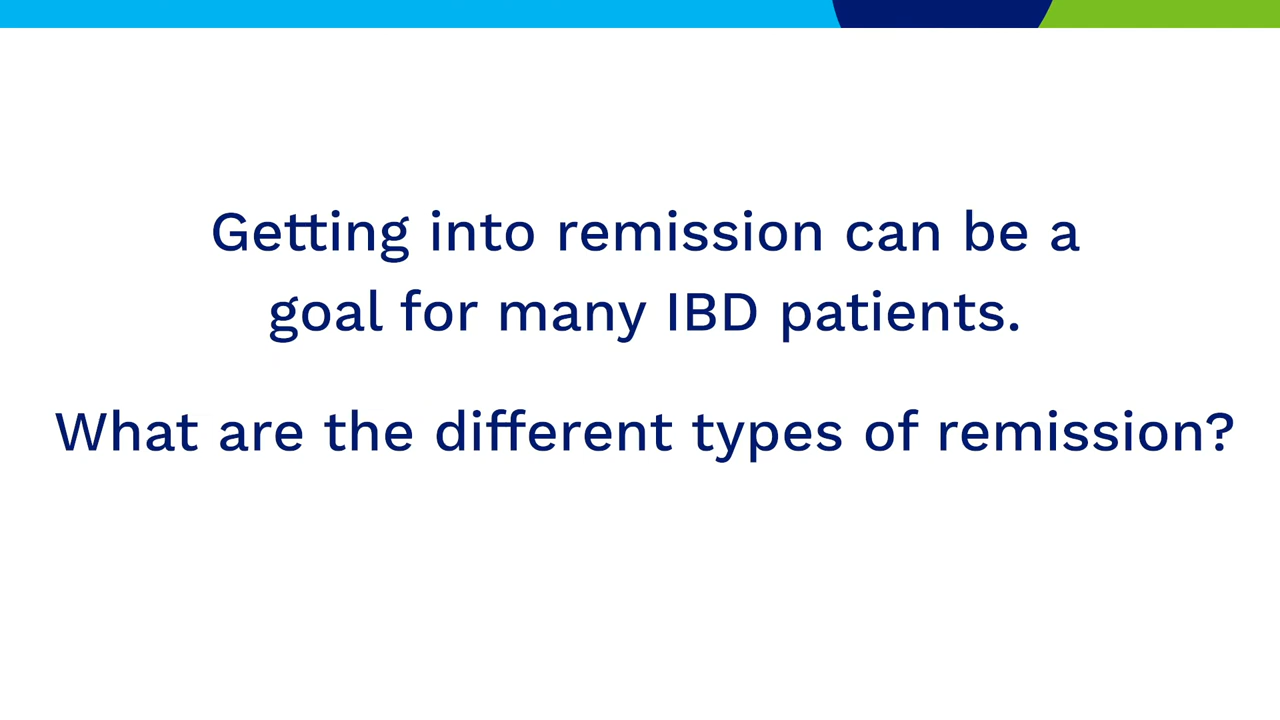 Getting into remission can be a
goal for many IBD patients.
What are the different types of remission?